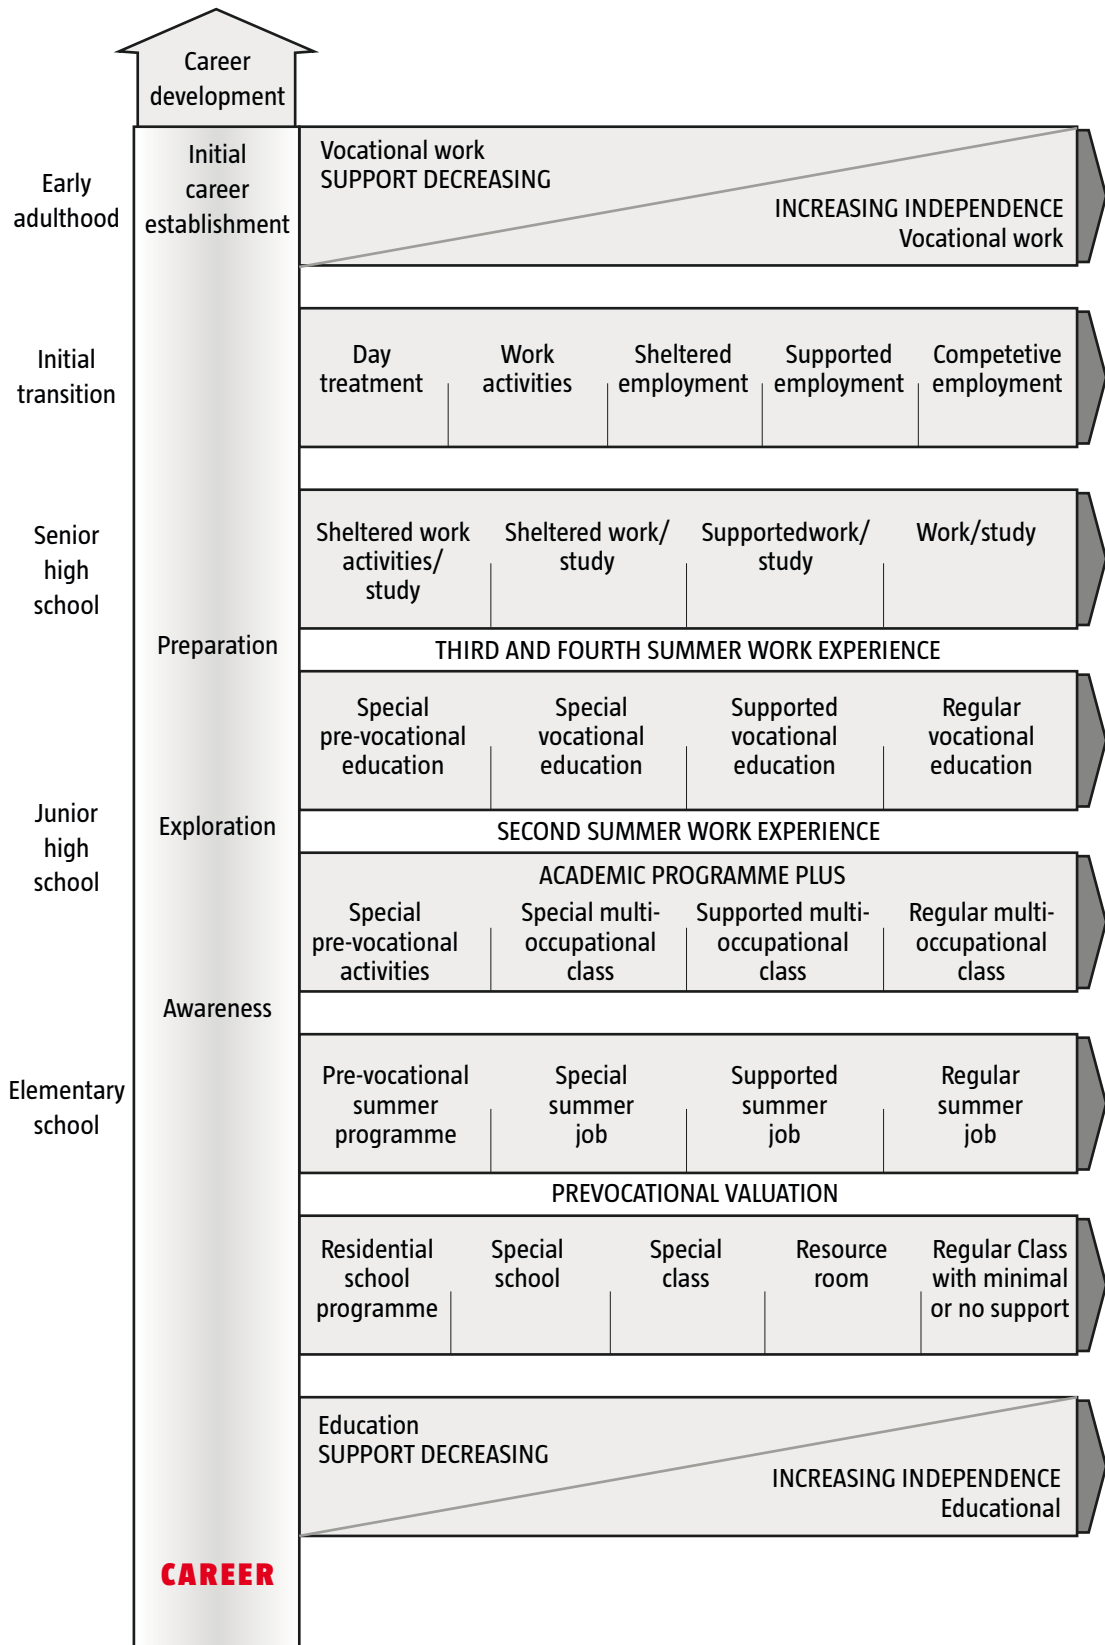 Career
development
Early
adulthood
Initial
career
establishment
Vocational work
SUPPORT DECREASING
INCREASING INDEPENDENCE
Vocational work
Initial
transition
Day
treatment
Work
activities
Sheltered
employment
Supported
employment
Competetive
employment
Senior
high
school
Sheltered work
activities/
study
Sheltered work/
study
Supportedwork/
study
Work/study
Preparation
THIRD AND FOURTH SUMMER WORK EXPERIENCE
Special
pre-vocational
education
Special
vocational
education
Supported
vocational
education
Regular
vocational
education
Junior
high
school
Exploration
SECOND SUMMER WORK EXPERIENCE
ACADEMIC PROGRAMME PLUS
Special
pre-vocational
activities
Special multi-
occupational
class
Supported multi-
occupational
class
Regular multi-
occupational
class
Awareness
Elementary
school
Pre-vocational
summer
programme
Special
summer
job
Supported
summer
job
Regular
summer
job
PREVOCATIONAL VALUATION
Residential
school
programme
Special
school
Special
class
Resource
room
Regular Class
with minimal
or no support
Education
SUPPORT DECREASING
INCREASING INDEPENDENCE
Educational
CAREER